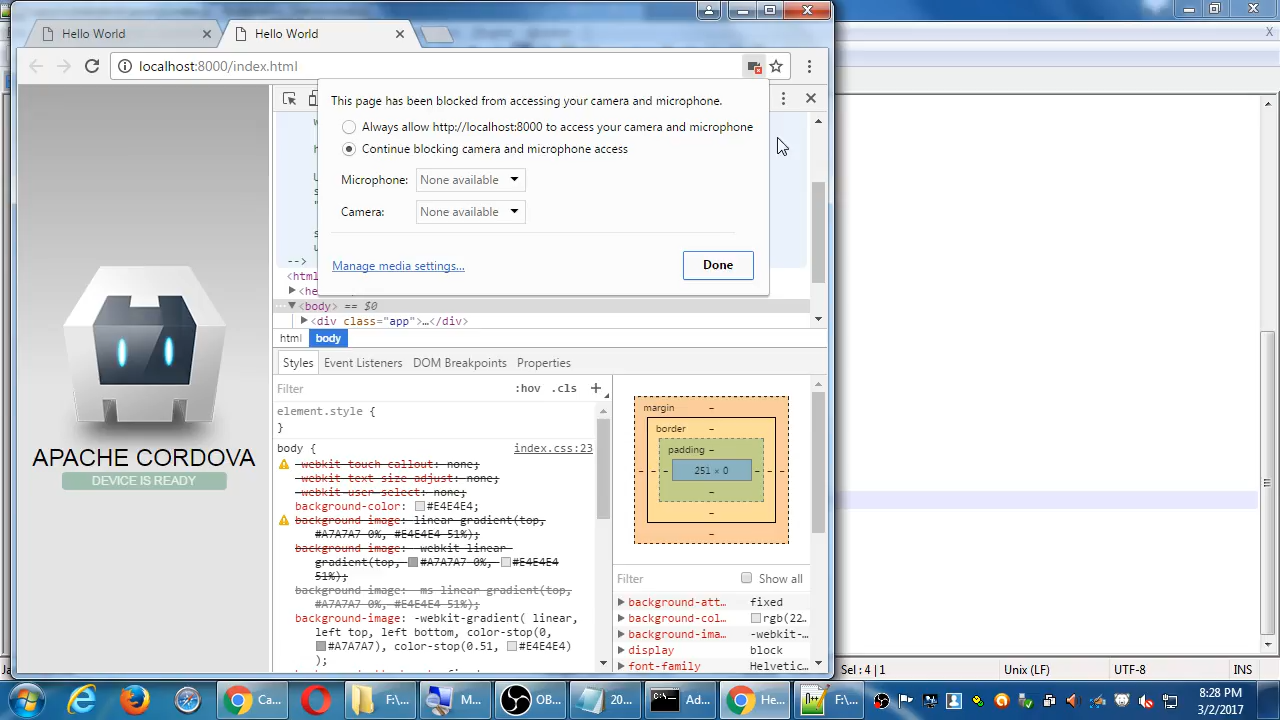 Hello World
Hello World
localhost:8000/index.html
This page has been blocked from accessing your camera and microphone.
Always allow http://localhost:8000 to access your camera and microphone
Continue blocking camera and microphone access
Microphone: None available
Camera: None available
Manage media settings...
Done
-->
<html
<he
<body> == $0
<div class="app">…</div>
html body
Styles Event Listeners DOM Breakpoints Properties
Filter :hov .cls +
element.style {
}
body { index.css:23
-webkit-touch-callout: none;
-webkit-text-size-adjust: none;
-webkit-user-select: none;
background-color: #E4E4E4;
background-image: linear-gradient(top,
#A7A7A7 0%, #E4E4E4 51%);
background-image: -webkit-linear-
gradient(top, #A7A7A7 0%, #E4E4E4
51%);
background-image: -ms-linear-gradient(top,
#A7A7A7 0%, #E4E4E4 51%);
background-image: -webkit-gradient( linear,
left top, left bottom, color-stop(0,
#A7A7A7), color-stop(0.51, #E4E4E4)
);
margin –
border –
padding –
251 × 0
Filter Show all
background-att… fixed
background-col… rgb(22…
background-ima… -webkit-…
display block
font-family Helvetic…
APACHE CORDOVA
DEVICE IS READY
Sel : 4 | 1 Unix (LF) UTF-8 INS
Ca... F:\... M... OB... 20... Ad... He... F:\...
8:28 PM
3/2/2017